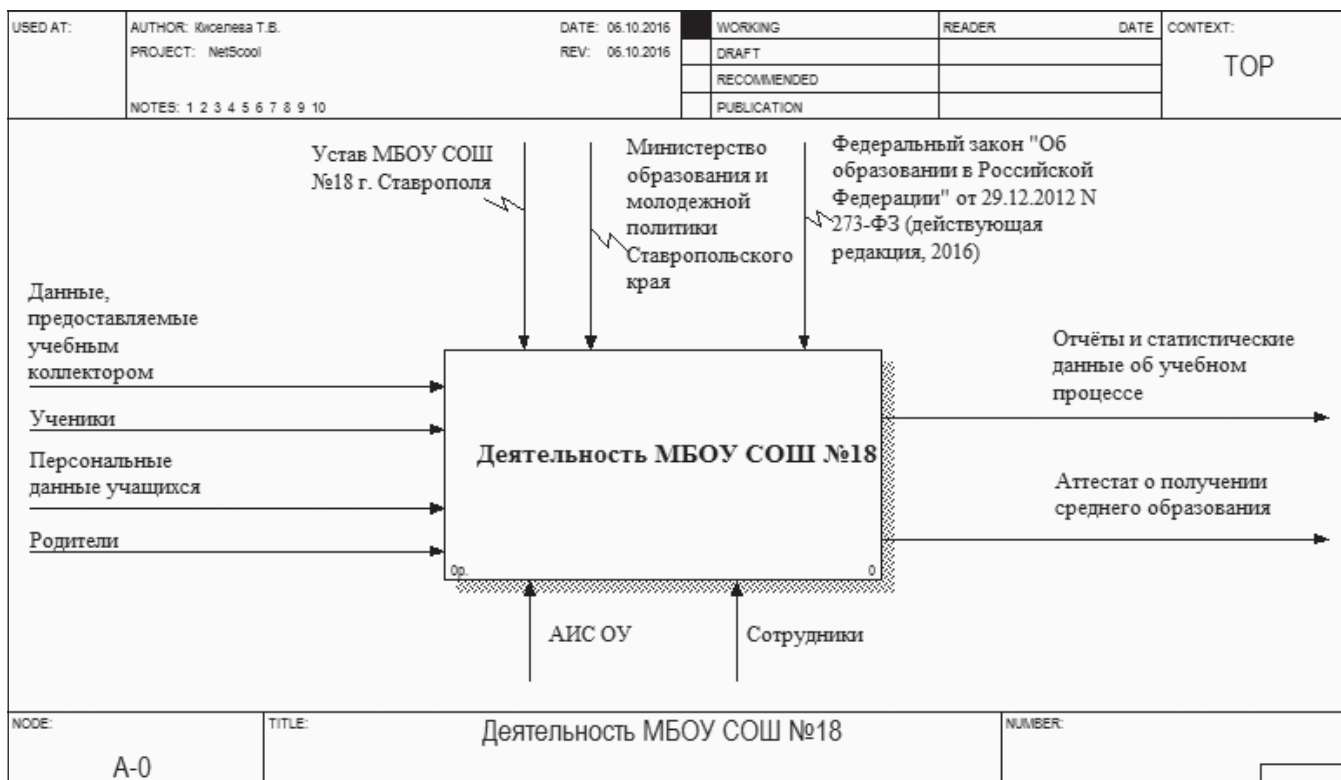 USED AT:
AUTHOR: Киселева Т.В.
DATE: 06.10.2016
WORKING
READER
DATE
CONTEXT:
PROJECT: NetScool
REV: 06.10.2016
DRAFT
TOP
RECOMMENDED
NOTES: 1 2 3 4 5 6 7 8 9 10
PUBLICATION
Устав МБОУ СОШ
№18 г. Ставрополя
Министерство
образования и
молодежной
политики
Ставропольского
края
Федеральный закон "Об
образовании в Российской
Федерации" от 29.12.2012 N
273-ФЗ (действующая
редакция, 2016)
Данные,
предоставляемые
учебным
коллектором
Ученики
Персональные
данные учащихся
Родители
Деятельность МБОУ СОШ №18
0р.
0
Отчёты и статистические
данные об учебном
процессе
Аттестат о получении
среднего образования
АИС ОУ
Сотрудники
NODE:
A-0
TITLE:
Деятельность МБОУ СОШ №18
NUMBER: